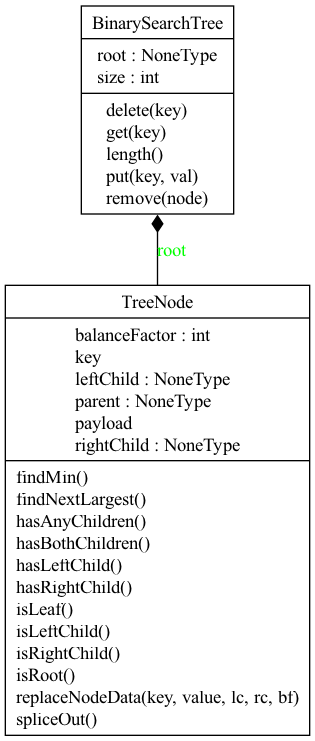 BinarySearchTree
root : NoneType
size : int
delete(key)
get(key)
length()
put(key, val)
remove(node)
root
TreeNode
balanceFactor : int
key
leftChild : NoneType
parent : NoneType
payload
rightChild : NoneType
findMin()
findNextLargest()
hasAnyChildren()
hasBothChildren()
hasLeftChild()
hasRightChild()
isLeaf()
isLeftChild()
isRightChild()
isRoot()
replaceNodeData(key, value, lc, rc, bf)
spliceOut()